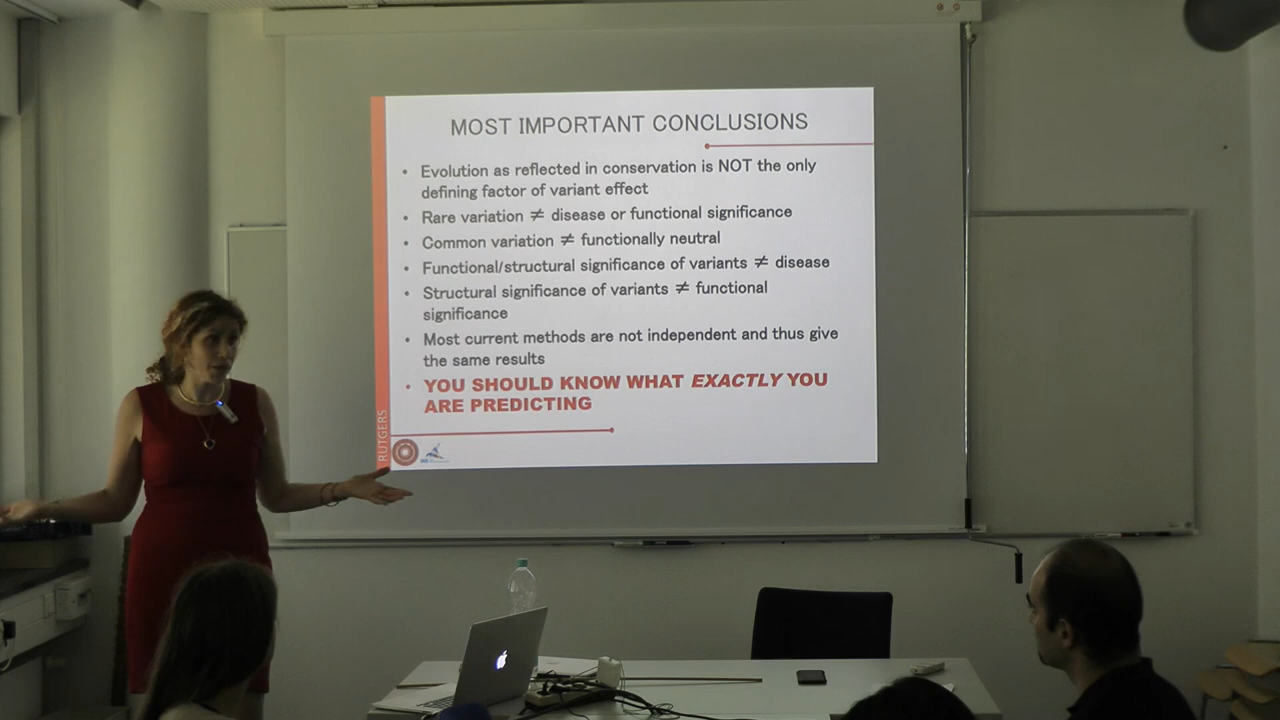 MOST IMPORTANT CONCLUSIONS
• Evolution as reflected in conservation is NOT the only
defining factor of variant effect
• Rare variation ≠ disease or functional significance
• Common variation ≠ functionally neutral
• Functional/structural significance of variants ≠ disease
• Structural significance of variants ≠ functional
significance
• Most current methods are not independent and thus give
the same results
• YOU SHOULD KNOW WHAT EXACTLY YOU
ARE PREDICTING
RUTGERS